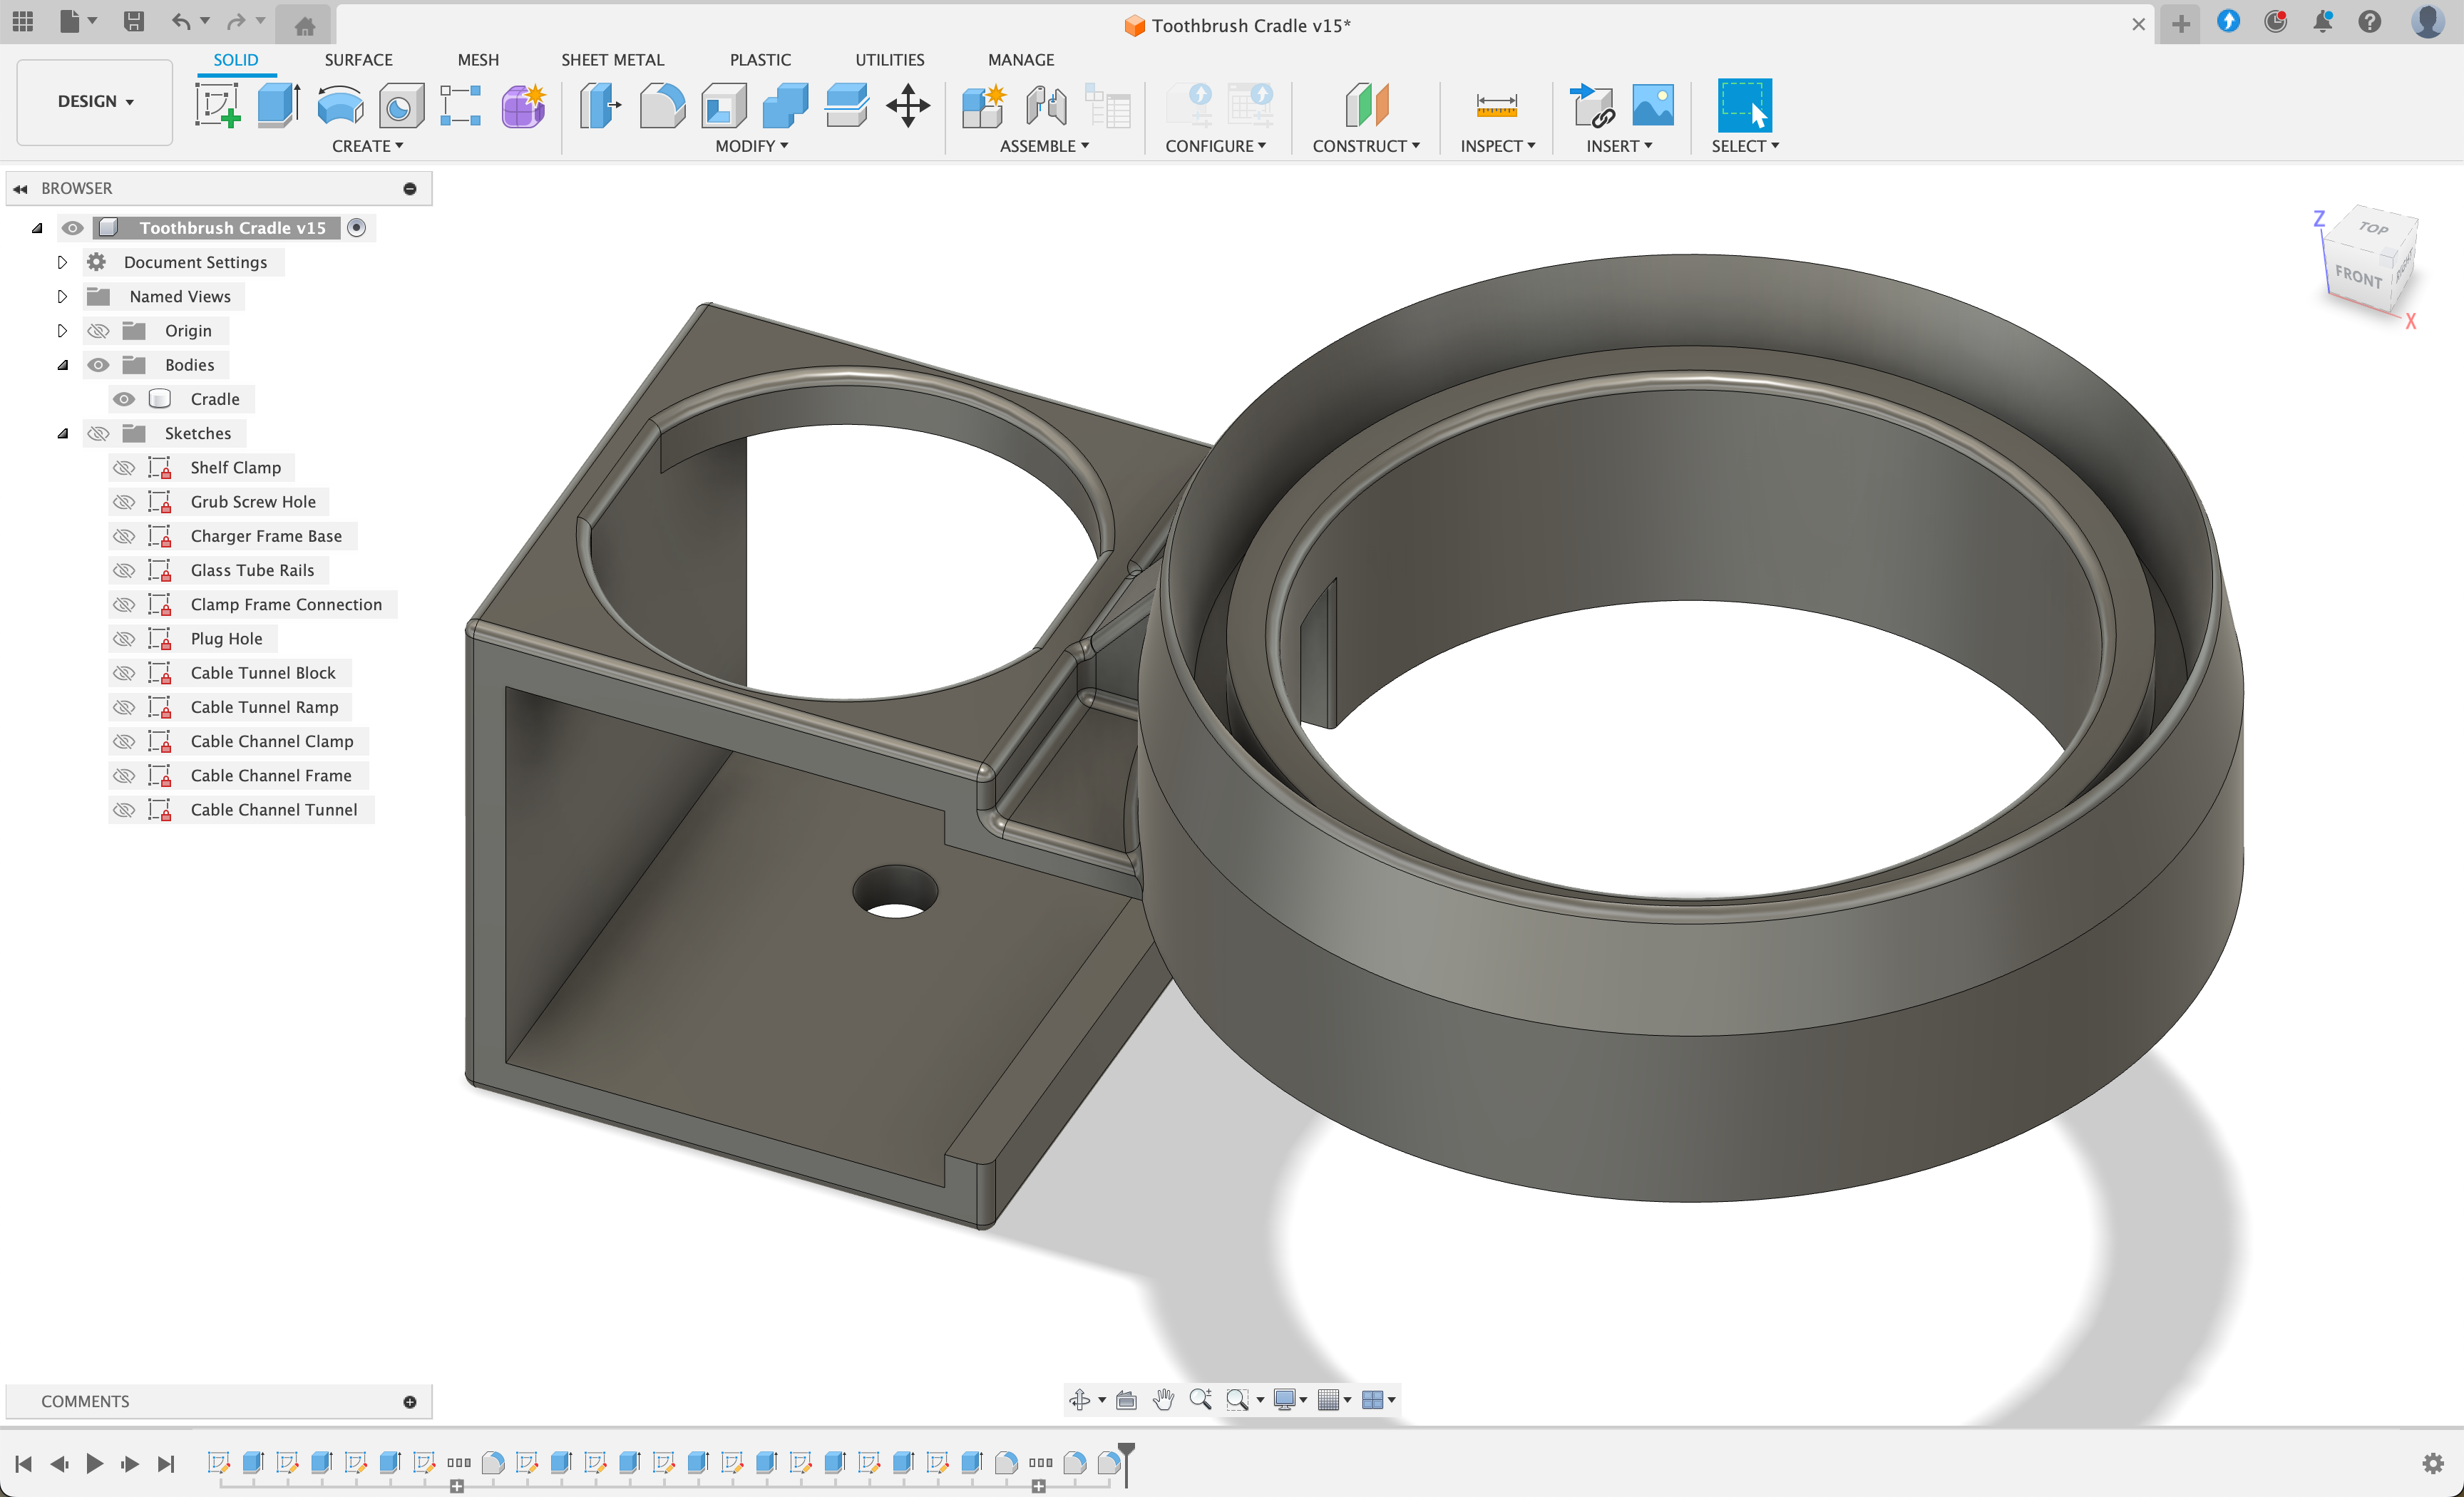 Toothbrush Cradle v15*
DESIGN
SOLID SURFACE MESH SHEET METAL PLASTIC UTILITIES MANAGE
CREATE MODIFY ASSEMBLE CONFIGURE CONSTRUCT INSPECT INSERT SELECT
BROWSER
Toothbrush Cradle v15
Document Settings
Named Views
Origin
Bodies
Cradle
Sketches
Shelf Clamp
Grub Screw Hole
Charger Frame Base
Glass Tube Rails
Clamp Frame Connection
Plug Hole
Cable Tunnel Block
Cable Tunnel Ramp
Cable Channel Clamp
Cable Channel Frame
Cable Channel Tunnel
Z
TOP
FRONT
RIGHT
X
COMMENTS